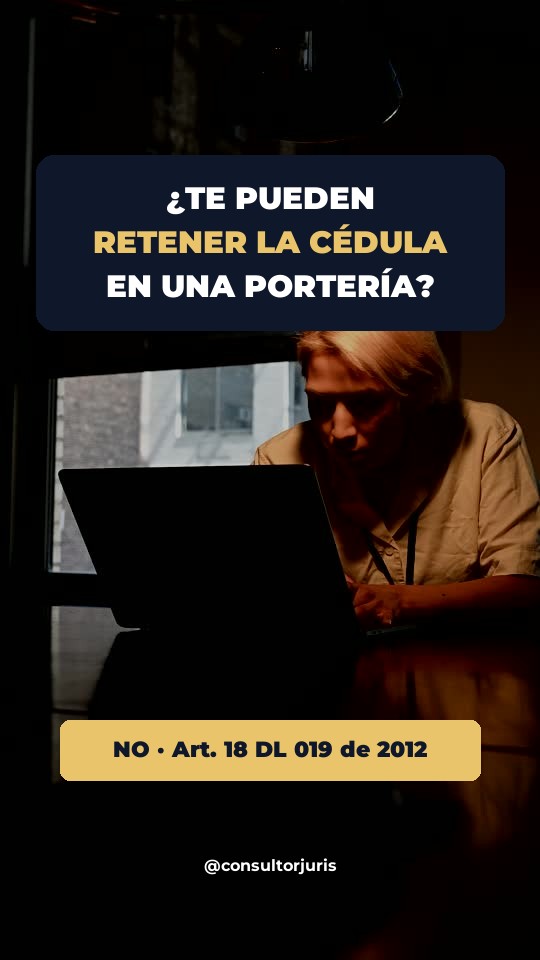 ¿TE PUEDEN
RETENER LA CÉDULA
EN UNA PORTERÍA?
NO • Art. 18 DL 019 de 2012
@consultorjuris